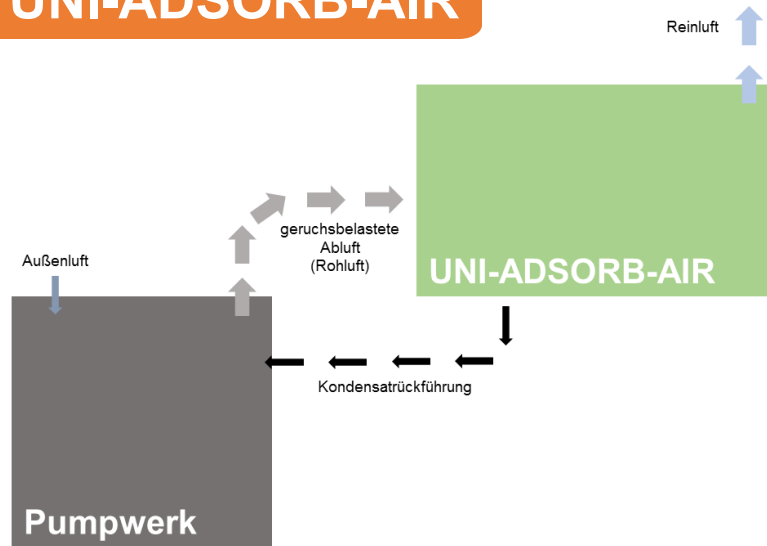 UNI-ADSORB-AIR
Reinluft
geruchsbelastete
Abluft
(Rohluft)
Außenluft
UNI-ADSORB-AIR
Kondensatrückführung
Pumpwerk